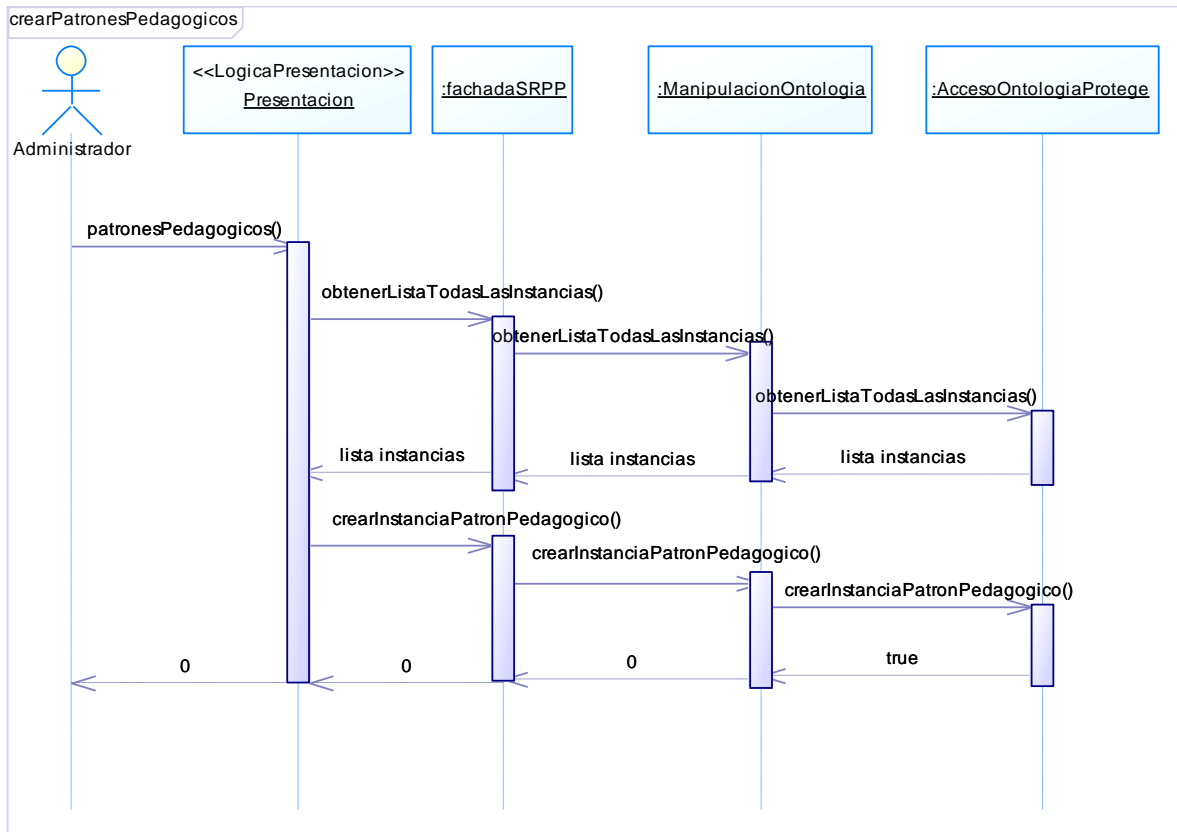 crearPatronesPedagogicos
<<LogicaPresentacion>>
Presentacion
:fachadaSRPP
:ManipulacionOntologia
:AccesoOntologiaProtege
Administrador
patronesPedagogicos()
obtenerListaTodasLasInstancias()
obtenerListaTodasLasInstancias()
obtenerListaTodasLasInstancias()
lista instancias
lista instancias
lista instancias
crearInstanciaPatronPedagogico()
crearInstanciaPatronPedagogico()
crearInstanciaPatronPedagogico()
0
0
0
true